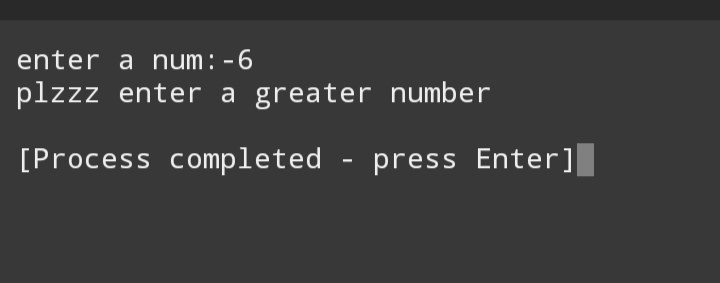 enter a num:-6
plzzz enter a greater number
[Process completed - press Enter]